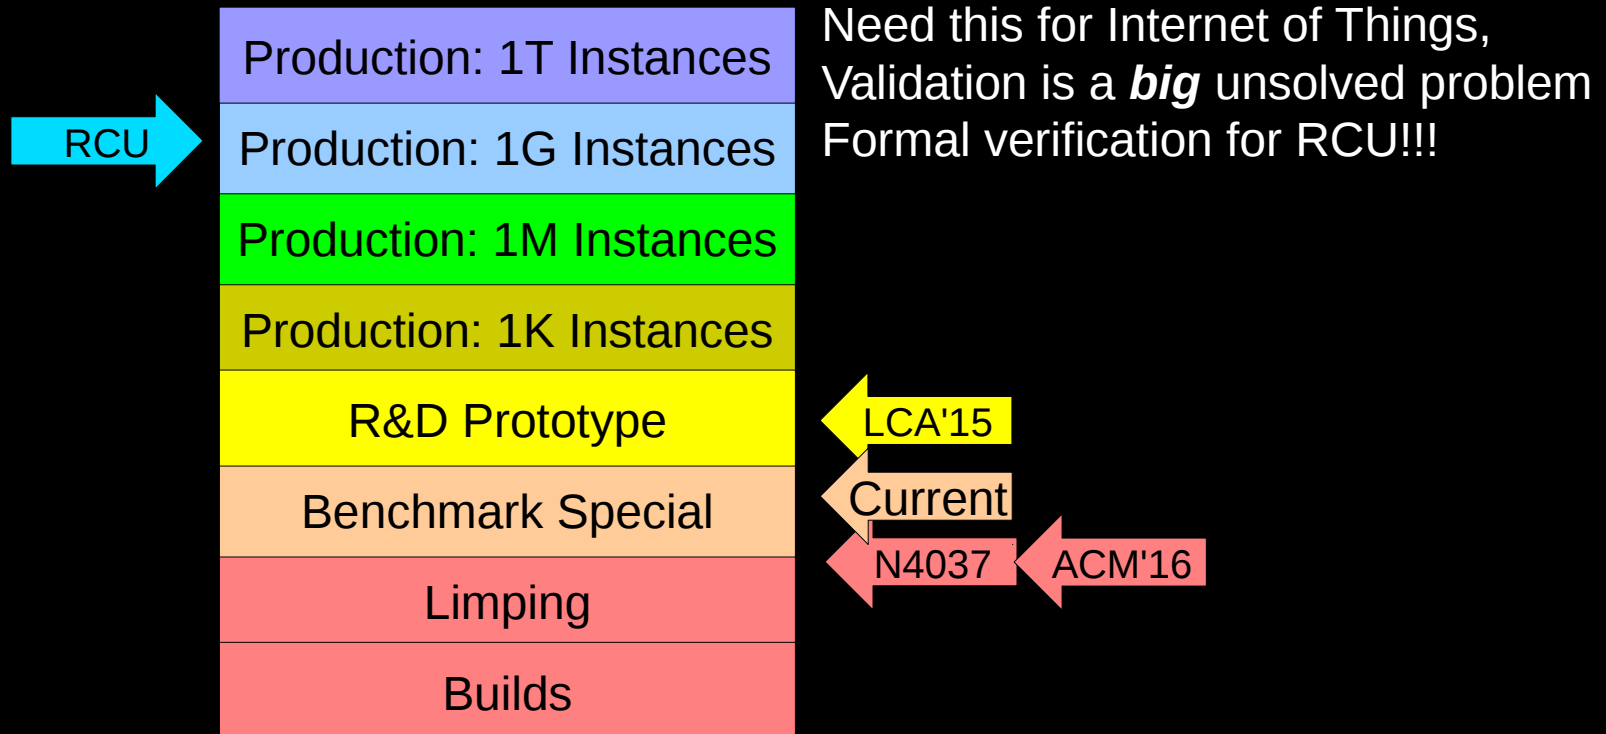 Production: 1T Instances
Need this for Internet of Things,
Validation is a big unsolved problem
Formal verification for RCU!!!
RCU
Production: 1G Instances
Production: 1M Instances
Production: 1K Instances
R&D Prototype
LCA'15
Benchmark Special
Current
N4037
ACM'16
Limping
Builds